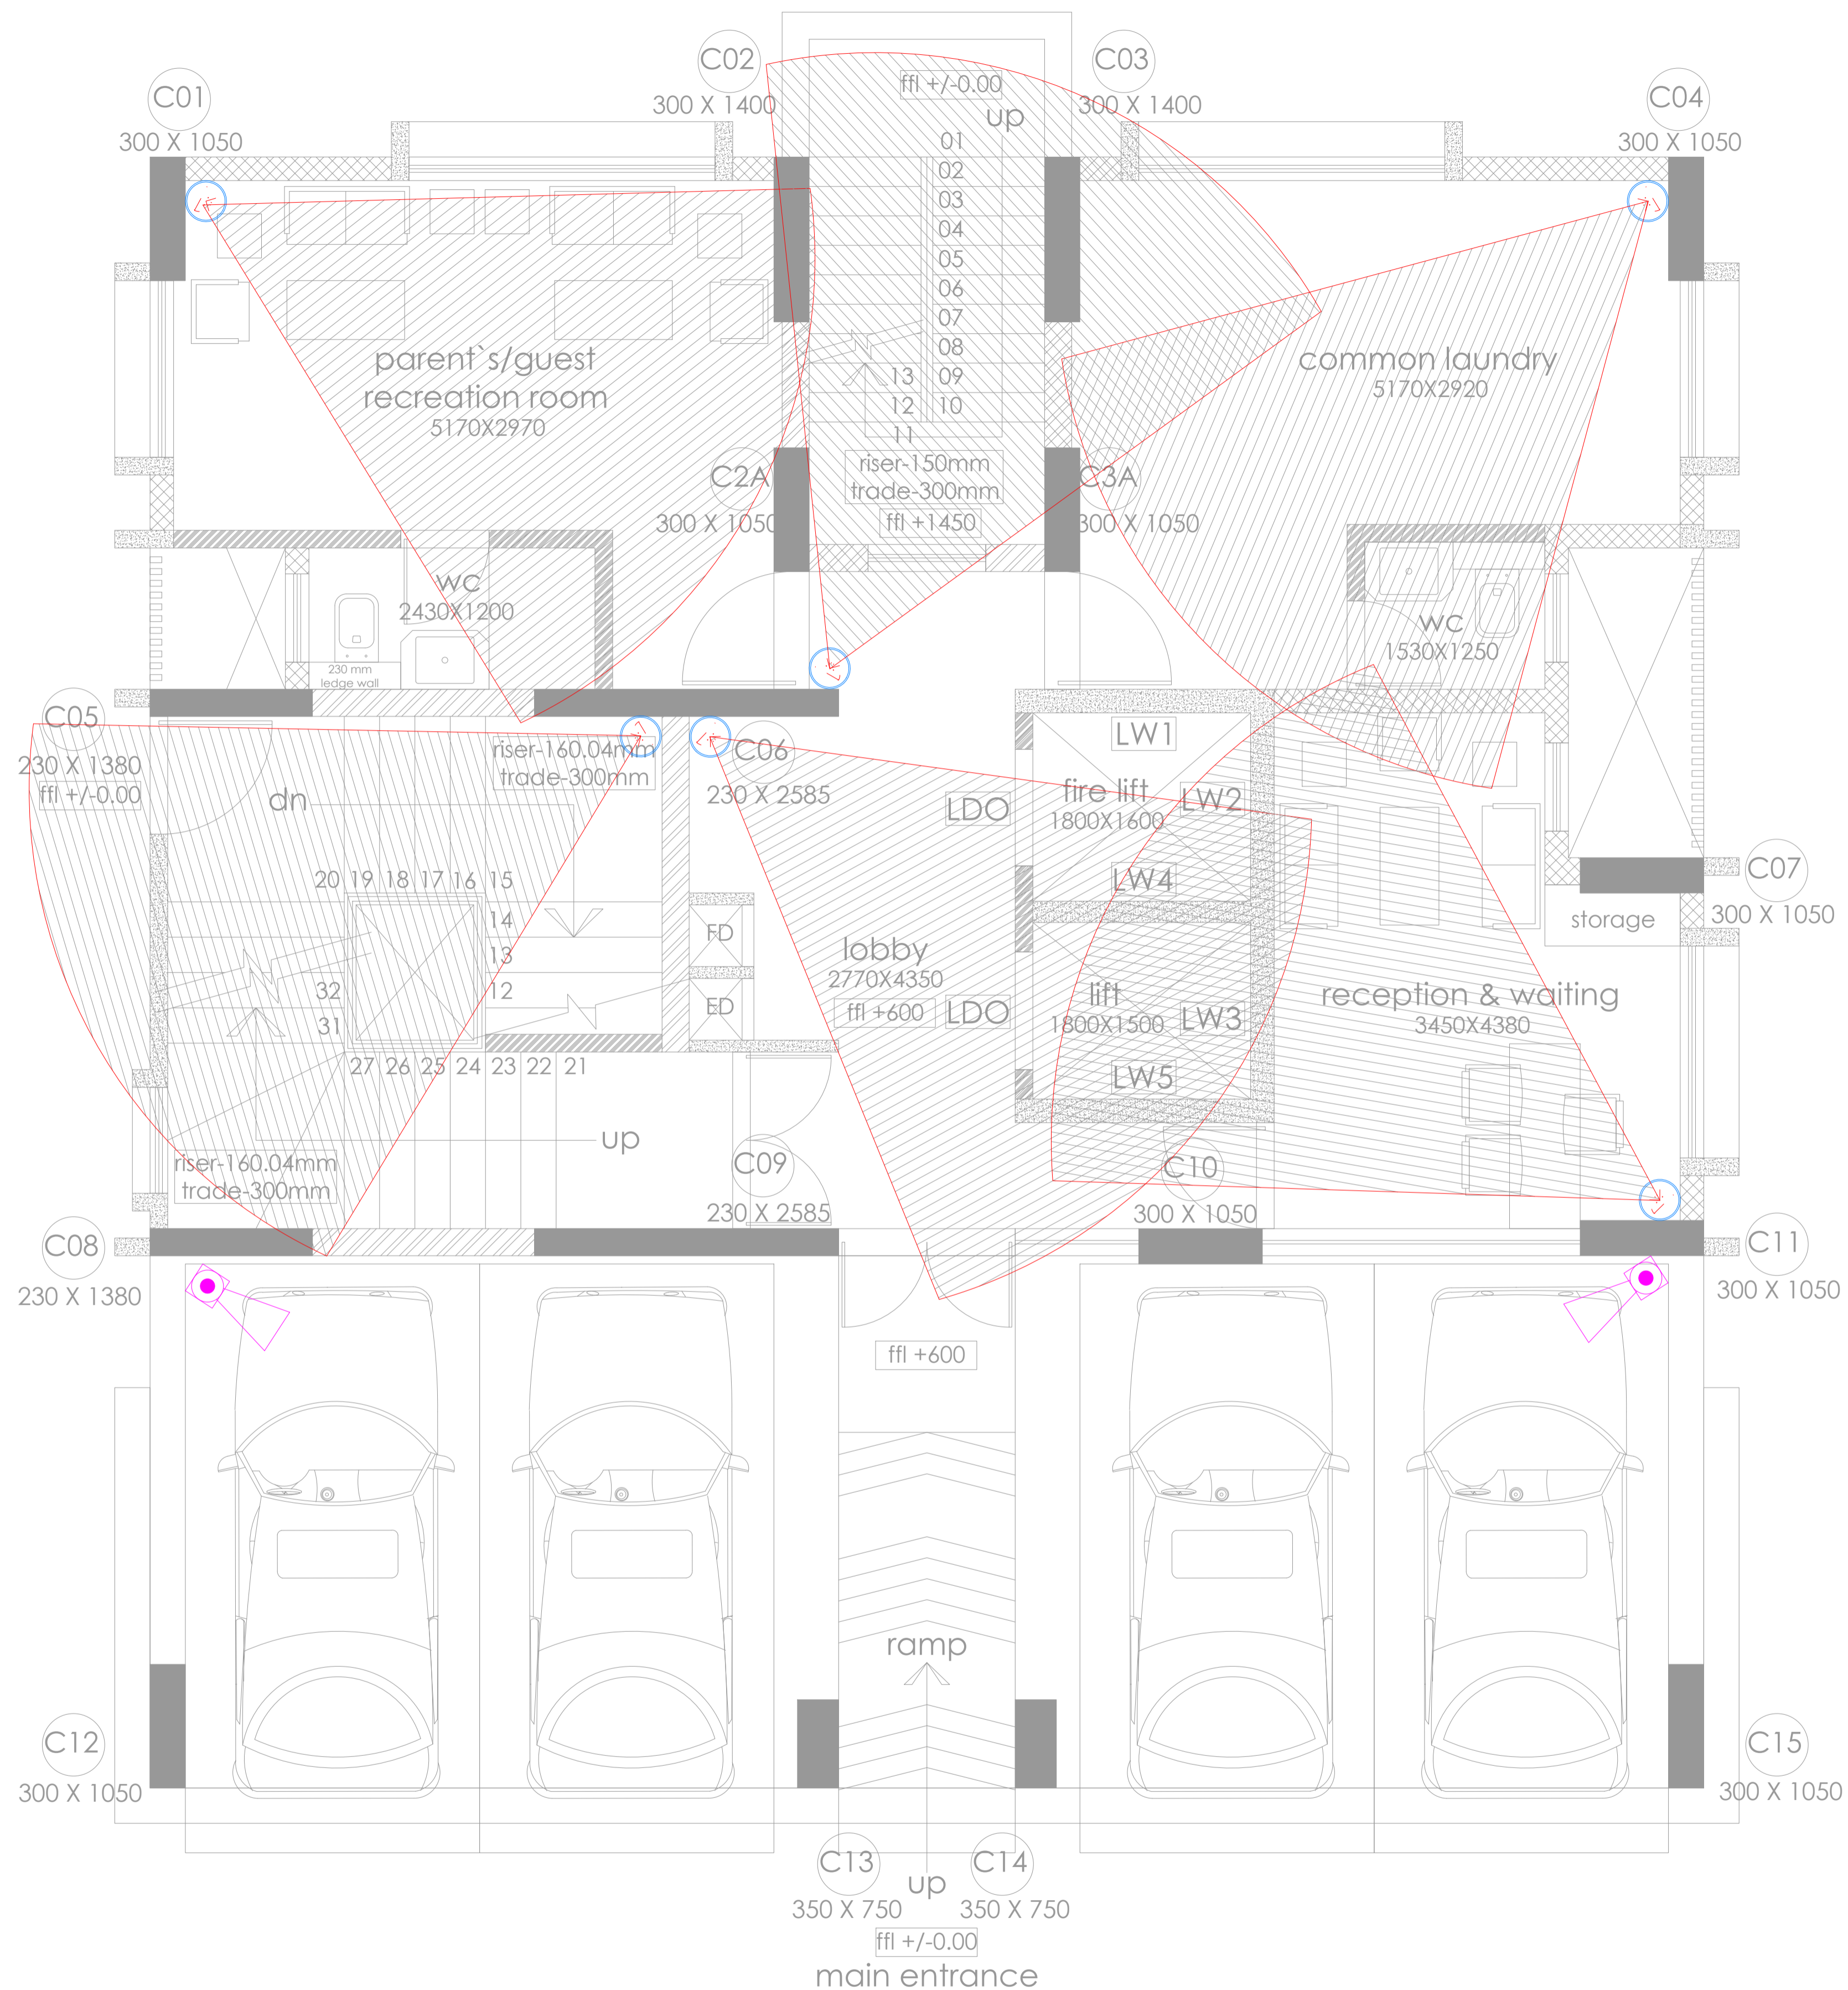 C02
C03
C01
C04
ffl +/-0.00
300 X 1400
300 X 1400
up
300 X 1050
300 X 1050
01
02
03
04
05
06
07
08
parent`s/guest
recreation room
5170X2970
common laundry
5170X2920
13
09
12
10
11
riser-150mm
trade-300mm
C2A
C3A
300 X 1050
ffl +1450
300 X 1050
wc
2430X1200
wc
1530X1250
230 mm
ledge wall
C05
230 X 1380
ffl +/-0.00
riser-160.04mm
trade-300mm
dn
C06
230 X 2585
LW1
fire lift
1800X1600
LW2
LDO
LW4
C07
300 X 1050
storage
20
19
18
17
16
15
14
13
12
32
31
27
26
25
24
23
22
21
FD
ED
lobby
2770X4350
ffl +600
LDO
lift
1800X1500
LW3
LW5
reception & waiting
3450X4380
up
riser-160.04mm
trade-300mm
C09
230 X 2585
C10
300 X 1050
C08
230 X 1380
C11
300 X 1050
ffl +600
ramp
C12
300 X 1050
C15
300 X 1050
C13
350 X 750
C14
350 X 750
up
ffl +/-0.00
main entrance